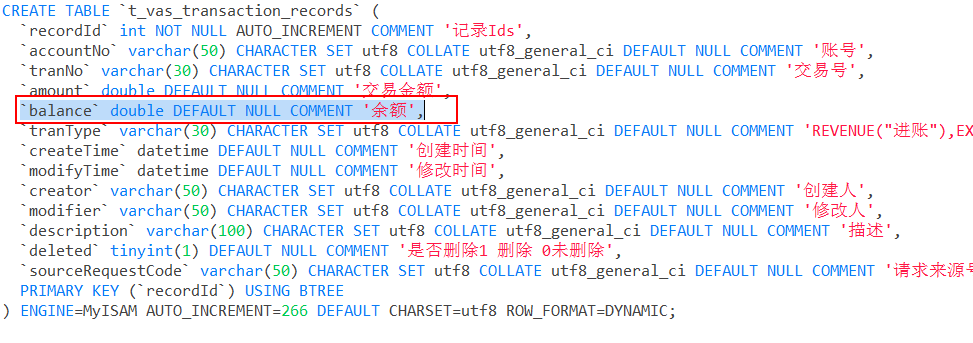 CREATE TABLE `t_vas_transaction_records` (
  `recordId` int NOT NULL AUTO_INCREMENT COMMENT '记录Ids',
  `accountNo` varchar(50) CHARACTER SET utf8 COLLATE utf8_general_ci DEFAULT NULL COMMENT '账号',
  `tranNo` varchar(30) CHARACTER SET utf8 COLLATE utf8_general_ci DEFAULT NULL COMMENT '交易号',
  `amount` double DEFAULT NULL COMMENT '交易金额',
  `balance` double DEFAULT NULL COMMENT '余额',
  `tranType` varchar(30) CHARACTER SET utf8 COLLATE utf8_general_ci DEFAULT NULL COMMENT 'REVENUE("进账"),EX
  `createTime` datetime DEFAULT NULL COMMENT '创建时间',
  `modifyTime` datetime DEFAULT NULL COMMENT '修改时间',
  `creator` varchar(50) CHARACTER SET utf8 COLLATE utf8_general_ci DEFAULT NULL COMMENT '创建人',
  `modifier` varchar(50) CHARACTER SET utf8 COLLATE utf8_general_ci DEFAULT NULL COMMENT '修改人',
  `description` varchar(100) CHARACTER SET utf8 COLLATE utf8_general_ci DEFAULT NULL COMMENT '描述',
  `deleted` tinyint(1) DEFAULT NULL COMMENT '是否删除1 删除 0未删除',
  `sourceRequestCode` varchar(50) CHARACTER SET utf8 COLLATE utf8_general_ci DEFAULT NULL COMMENT '请求来源号
  PRIMARY KEY (`recordId`) USING BTREE
) ENGINE=MyISAM AUTO_INCREMENT=266 DEFAULT CHARSET=utf8 ROW_FORMAT=DYNAMIC;